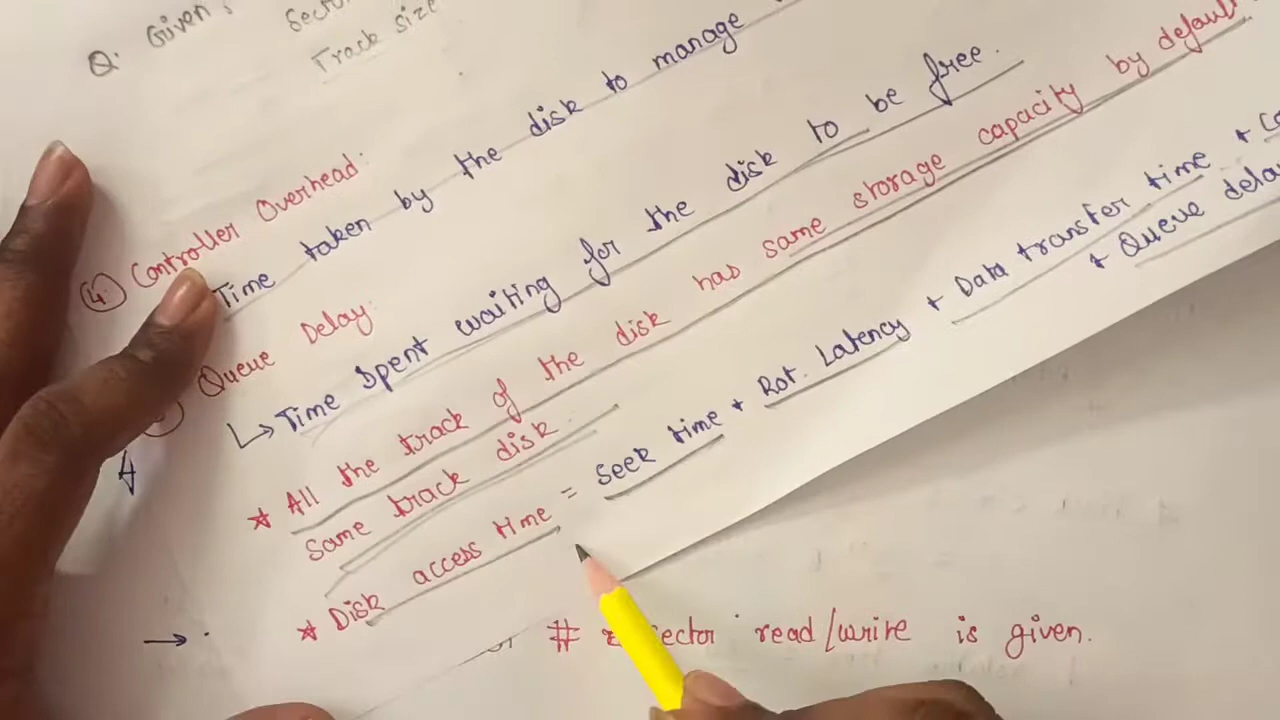 Q. Given,
Track size
④ Controller Overhead:
Time taken by the disk to manage
Queue Delay:
↳ Time Spent waiting for the disk to be free.
* All the track of the disk has same storage capacity by default
Same track disk.
* Disk access time = Seek time + Rot. Latency + Data transfer time +
+ Queue delay
→
# sector read/write is given.